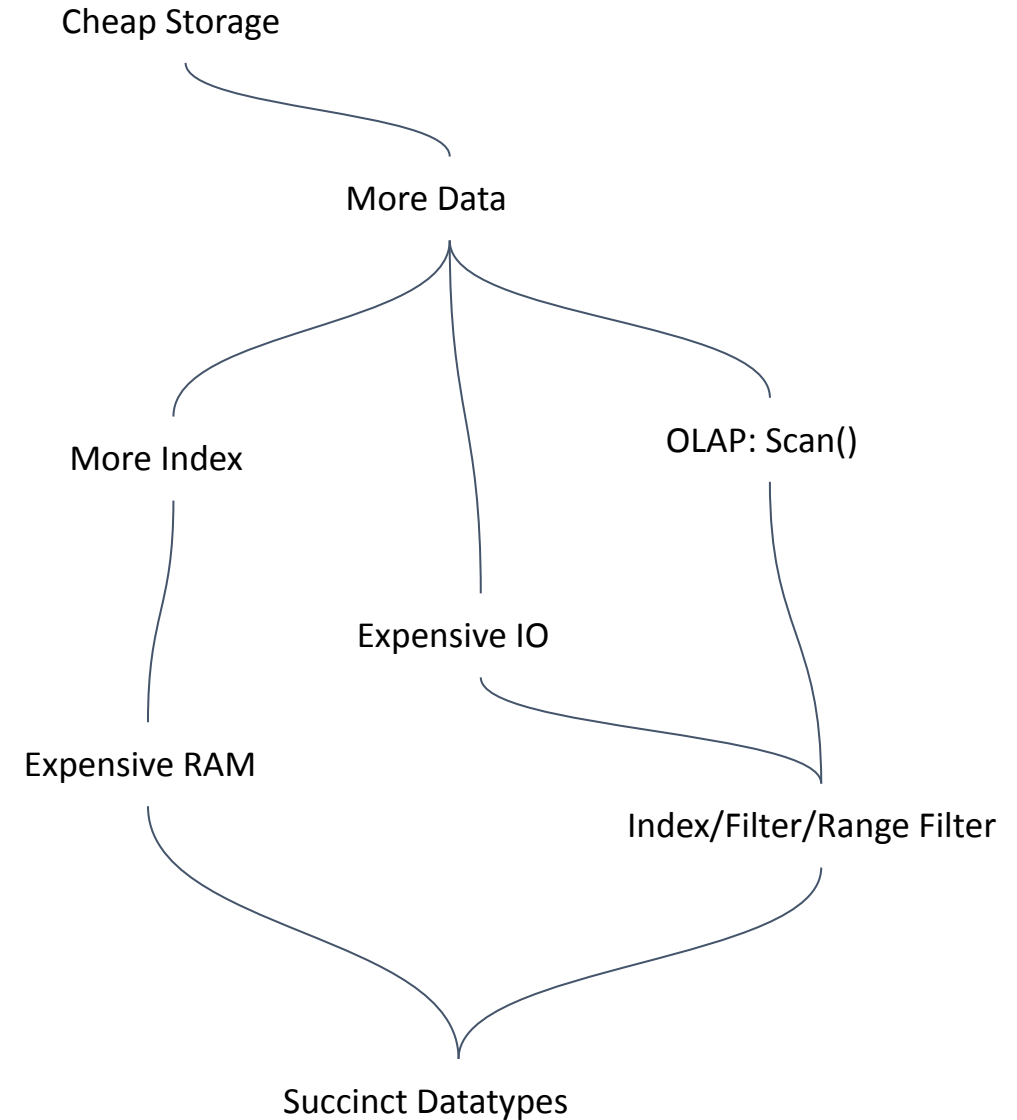 Cheap Storage
More Data
OLAP: Scan()
More Index
Expensive IO
Expensive RAM
Index/Filter/Range Filter
Succinct Datatypes